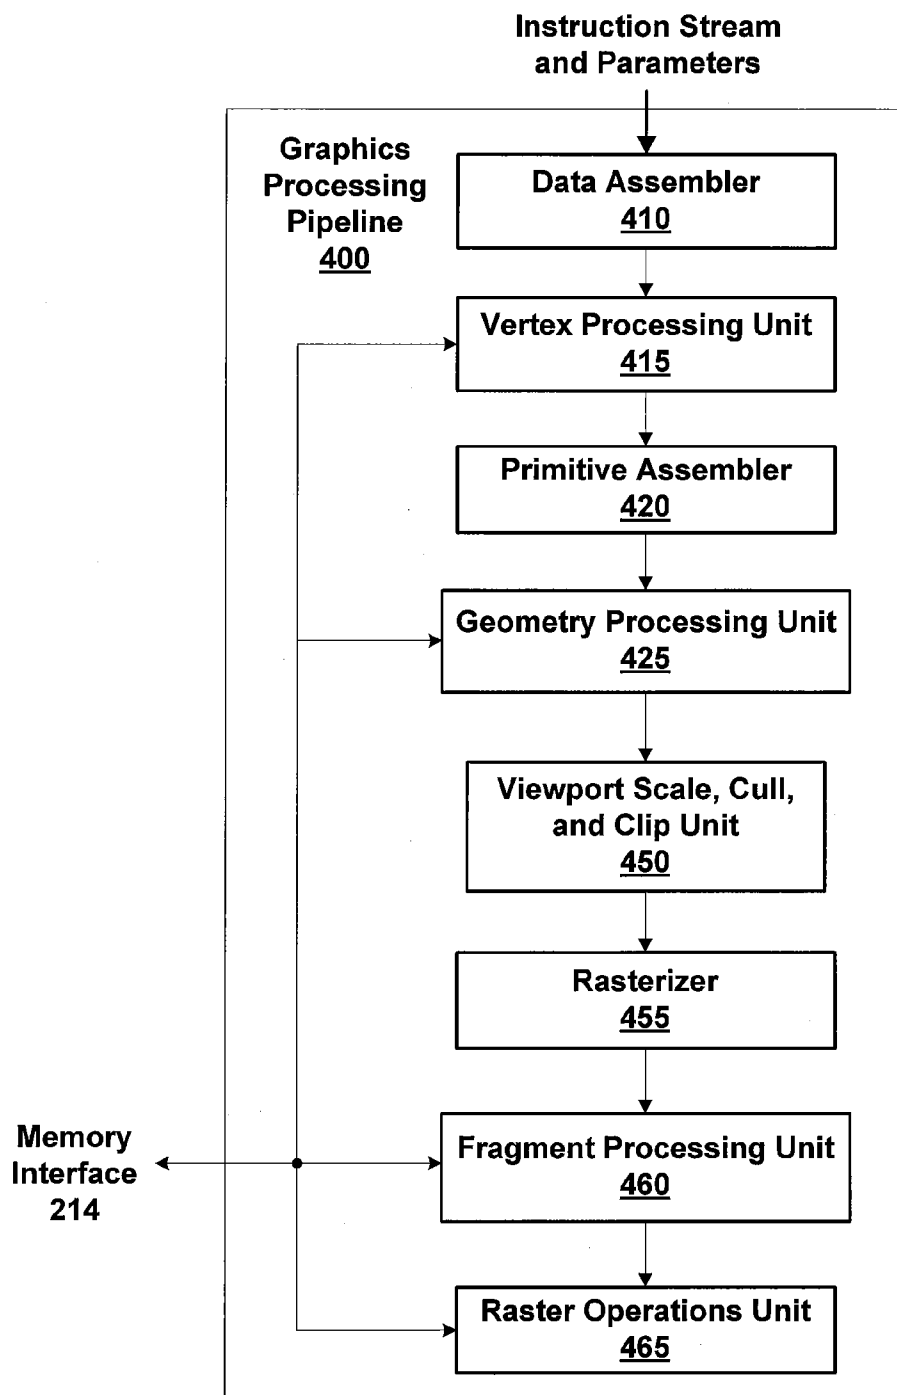 Instruction Stream
and Parameters
Graphics
Processing
Pipeline
400
Data Assembler
410
Vertex Processing Unit
415
Primitive Assembler
420
Geometry Processing Unit
425
Viewport Scale, Cull,
and Clip Unit
450
Rasterizer
455
Memory
Interface
214
Fragment Processing Unit
460
Raster Operations Unit
465